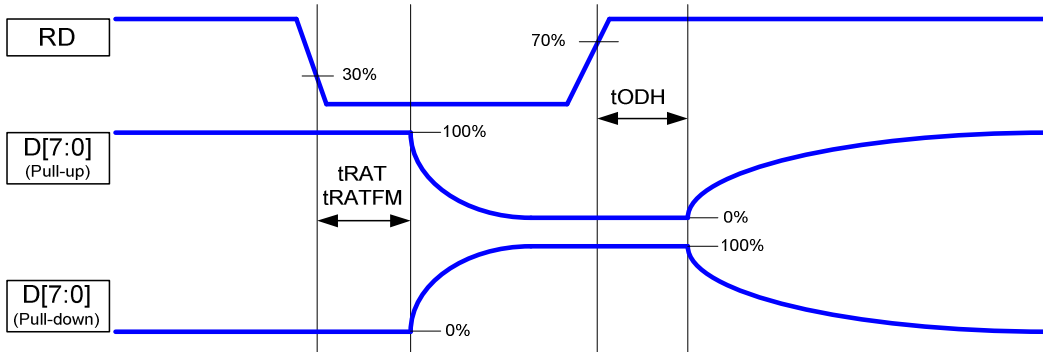 RD
30%
70%
tODH
D[7:0]
(Pull-up)
100%
tRAT
tRATFM
0%
100%
D[7:0]
(Pull-down)
0%